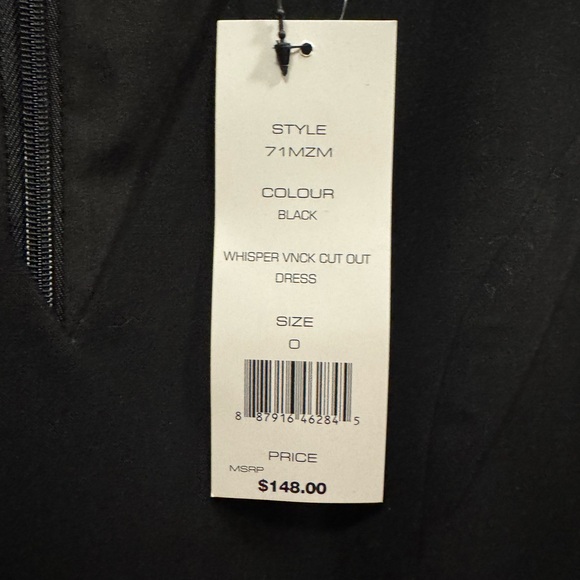 STYLE
71MZM
COLOUR
BLACK
WHISPER VNCK CUT OUT
DRESS
SIZE
0
8 87916 46284 5
PRICE
MSRP
$148.00